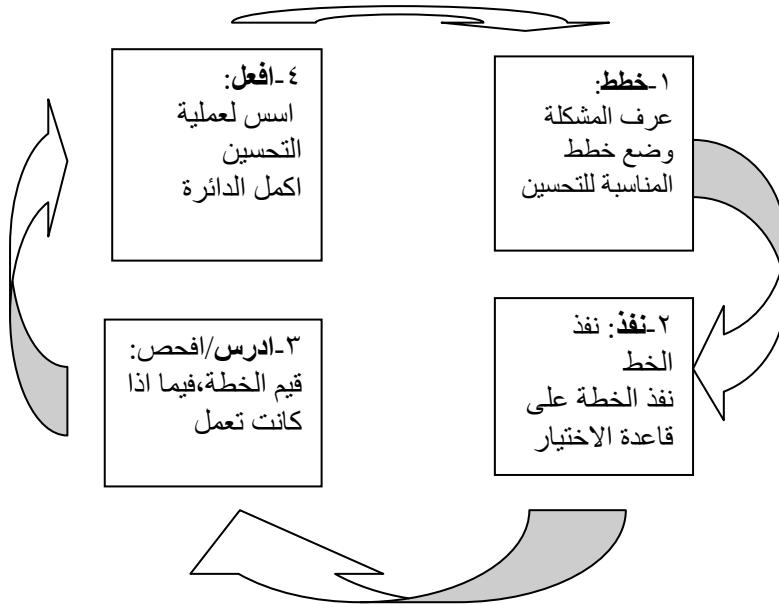 ١-خطط:
عرف المشكلة
وضع خطط
المناسبة للتحسين
٢-نفذ: نفذ
الخط
نفذ الخطة على
قاعدة الاختيار
٣-ادرس/افحص:
قيم الخطة،فيما اذا
كانت تعمل
٤-افعل:
اسس لعملية
التحسين
اكمل الدائرة